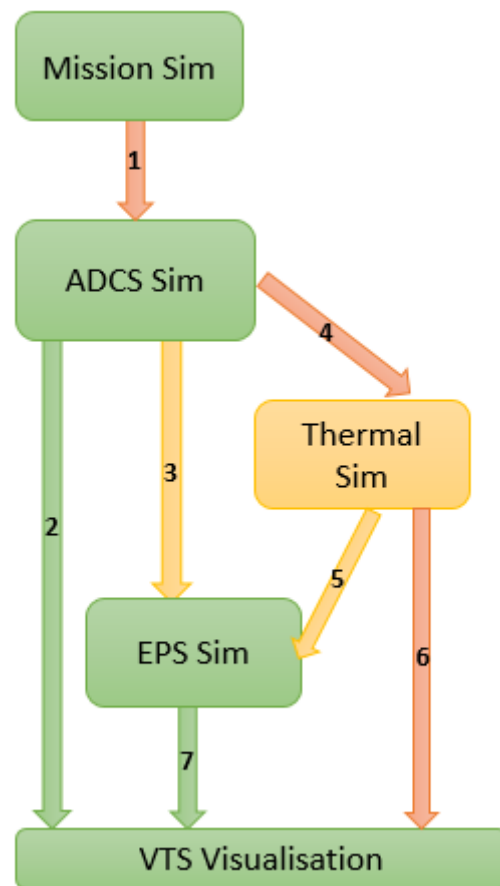 Mission Sim
1
ADCS Sim
4
Thermal
Sim
3
2
5
EPS Sim
6
7
VTS Visualisation